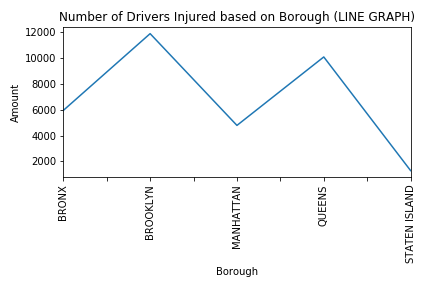 Number of Drivers Injured based on Borough (LINE GRAPH)
12000
10000
8000
6000
4000
2000
Amount
BRONX
BROOKLYN
MANHATTAN
QUEENS
STATEN ISLAND
Borough